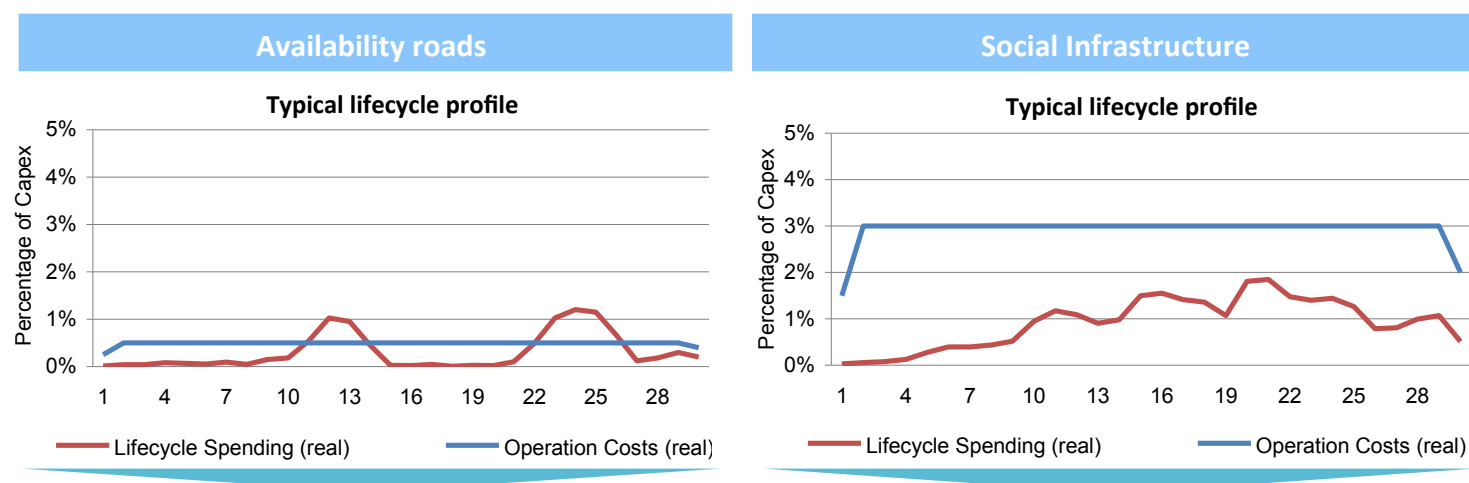 Availability roads
Typical lifecycle profile
Percentage of Capex
5%
4%
3%
2%
1%
0%
1 4 7 10 13 16 19 22 25 28
Lifecycle Spending (real) Operation Costs (real)
Social Infrastructure
Typical lifecycle profile
Percentage of Capex
5%
4%
3%
2%
1%
0%
1 4 7 10 13 16 19 22 25 28
Lifecycle Spending (real) Operation Costs (real)